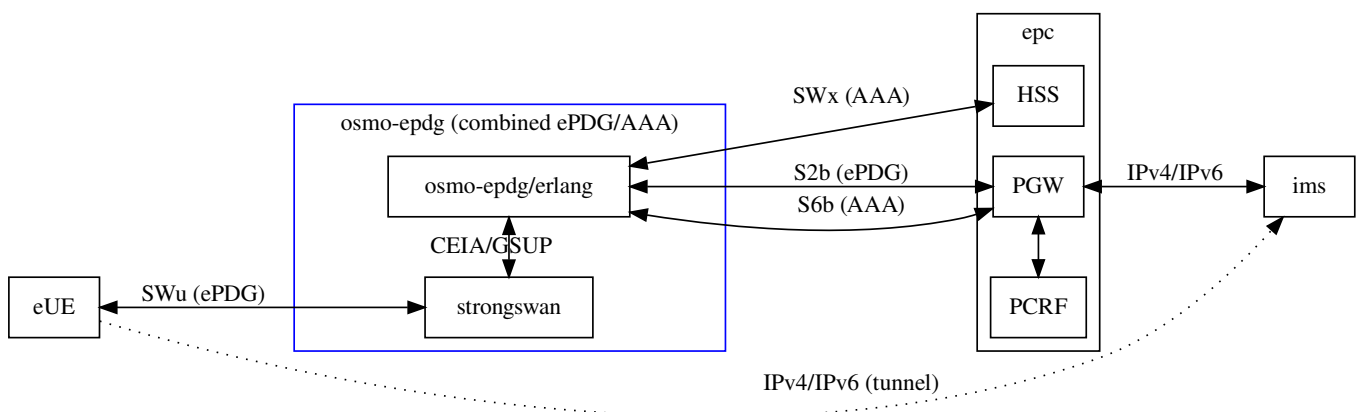 epc
SWx (AAA)
HSS
osmo-epdg (combined ePDG/AAA)
osmo-epdg/erlang
S2b (ePDG)
PGW
IPv4/IPv6
ims
S6b (AAA)
CEIA/GSUP
eUE
SWu (ePDG)
strongswan
PCRF
IPv4/IPv6 (tunnel)